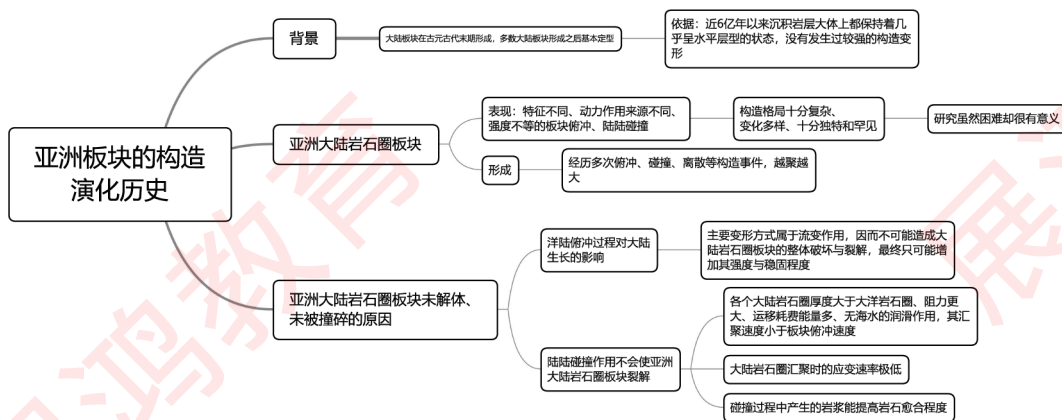 亚洲板块的构造
演化历史
背景
大陆板块在古元古代末期形成，多数大陆板块形成之后基本定型
依据：近6亿年以来沉积岩层大体上都保持着几
乎呈水平层型的状态，没有发生过较强的构造变
形
亚洲大陆岩石圈板块
表现：特征不同、动力作用来源不同、
强度不等的板块俯冲、陆陆碰撞
构造格局十分复杂、
变化多样、十分独特和罕见
研究虽然困难却很有意义
形成
经历多次俯冲、碰撞、离散等构造事件，越聚越
大
亚洲大陆岩石圈板块未解体、
未被撞碎的原因
洋陆俯冲过程对大陆
生长的影响
主要变形方式属于流变作用，因而不可能造成大
陆岩石圈板块的整体破坏与裂解，最终只可能增
加其强度与稳固程度
陆陆碰撞作用不会使亚洲
大陆岩石圈板块裂解
各个大陆岩石圈厚度大于大洋岩石圈、阻力更
大、运移耗费能量多、无海水的润滑作用，其汇
聚速度小于板块俯冲速度
大陆岩石圈汇聚时的应变速率极低
碰撞过程中产生的岩浆能提高岩石愈合程度
鸿教育
展